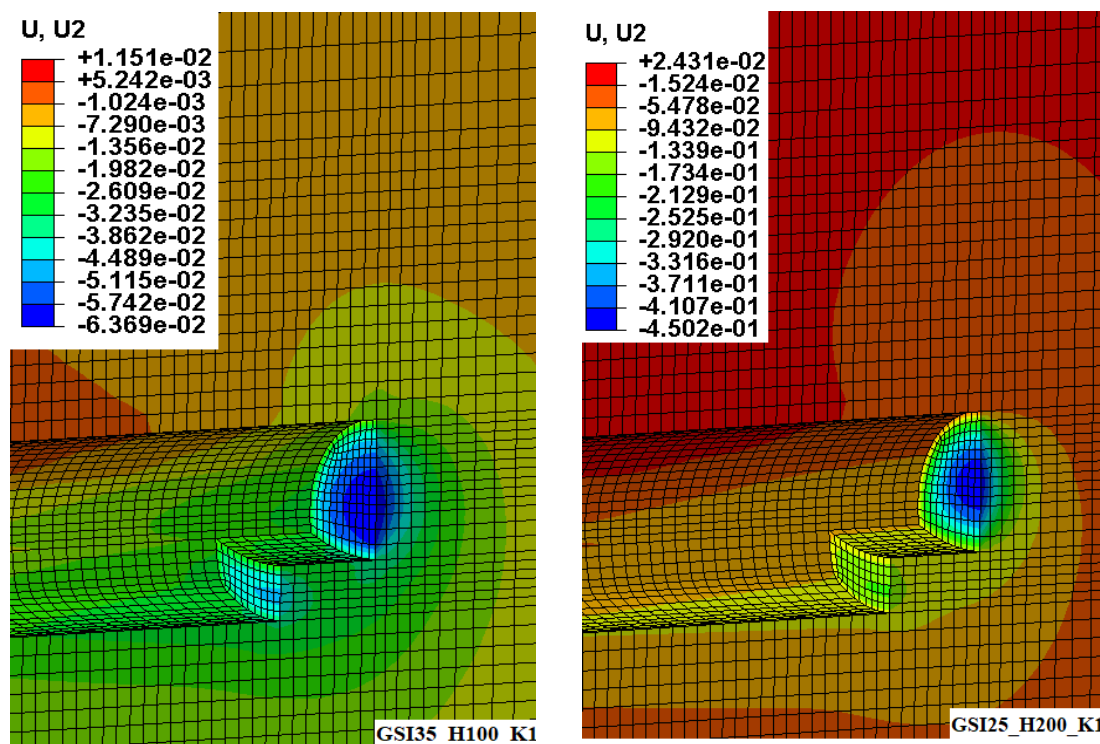 U, U2
+1.151e-02
+5.242e-03
-1.024e-03
-7.290e-03
-1.356e-02
-1.982e-02
-2.609e-02
-3.235e-02
-3.862e-02
-4.489e-02
-5.115e-02
-5.742e-02
-6.369e-02
GSI35_H100_K1
U, U2
+2.431e-02
-1.524e-02
-5.478e-02
-9.432e-02
-1.339e-01
-1.734e-01
-2.129e-01
-2.525e-01
-2.920e-01
-3.316e-01
-3.711e-01
-4.107e-01
-4.502e-01
GSI25_H200_K1